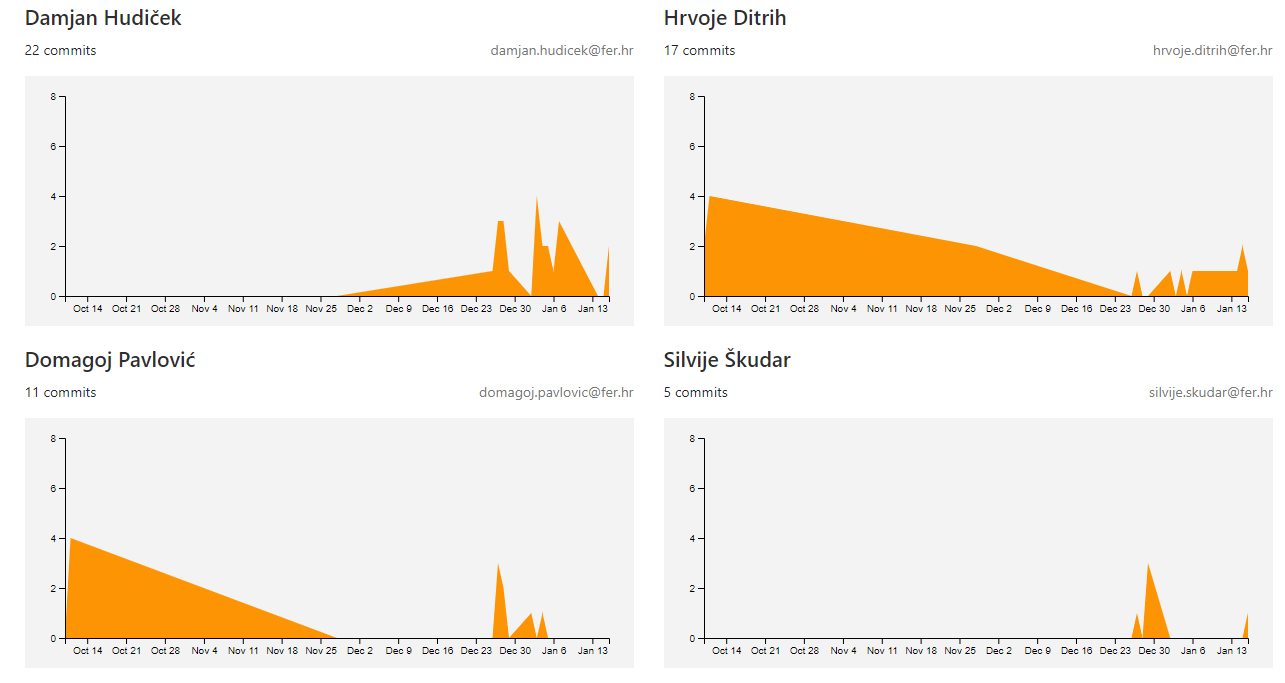 Damjan Hudiček
22 commits damjan.hudicek@fer.hr
8
6
4
2
0
Oct 14 Oct 21 Oct 28 Nov 4 Nov 11 Nov 18 Nov 25 Dec 2 Dec 9 Dec 16 Dec 23 Dec 30 Jan 6 Jan 13
Hrvoje Ditrih
17 commits hrvoje.ditrih@fer.hr
8
6
4
2
0
Oct 14 Oct 21 Oct 28 Nov 4 Nov 11 Nov 18 Nov 25 Dec 2 Dec 9 Dec 16 Dec 23 Dec 30 Jan 6 Jan 13
Domagoj Pavlović
11 commits domagoj.pavlovic@fer.hr
8
6
4
2
0
Oct 14 Oct 21 Oct 28 Nov 4 Nov 11 Nov 18 Nov 25 Dec 2 Dec 9 Dec 16 Dec 23 Dec 30 Jan 6 Jan 13
Silvije Škudar
5 commits silvije.skudar@fer.hr
8
6
4
2
0
Oct 14 Oct 21 Oct 28 Nov 4 Nov 11 Nov 18 Nov 25 Dec 2 Dec 9 Dec 16 Dec 23 Dec 30 Jan 6 Jan 13